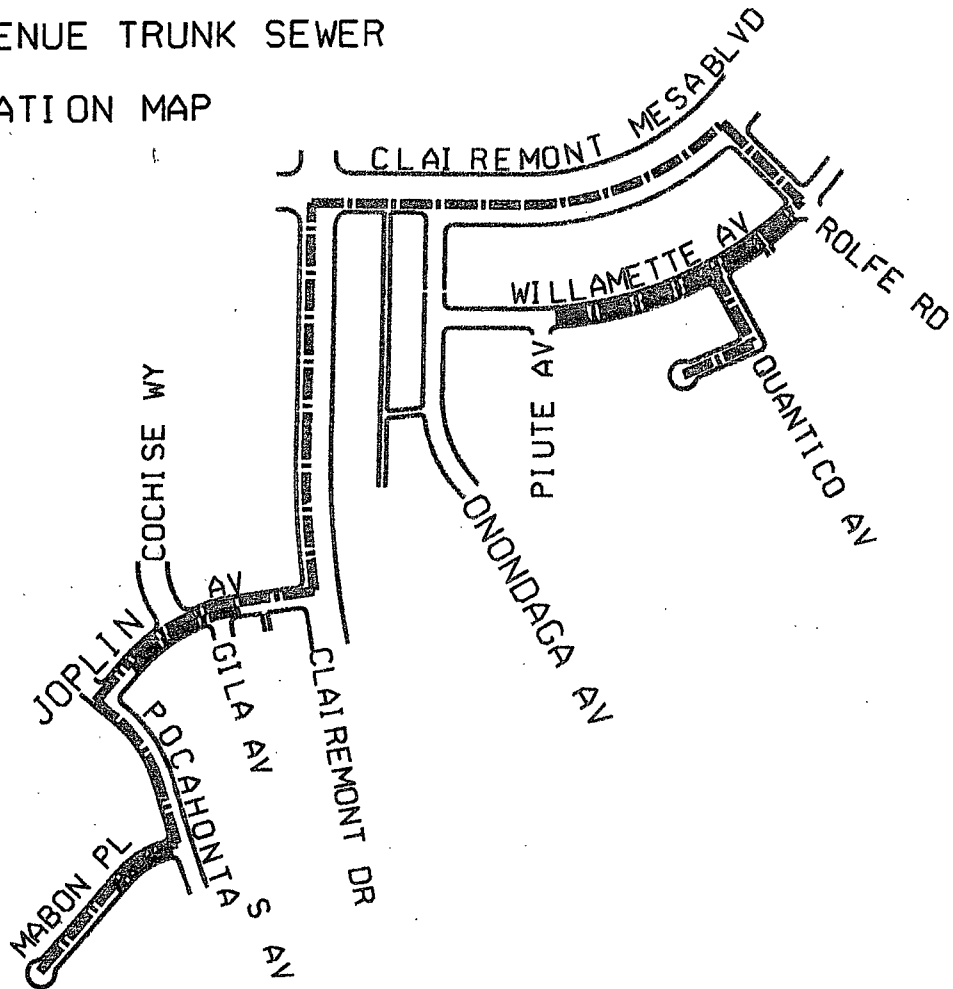 ENUE TRUNK SEWER
ATION MAP
CLAIREMONT MESA BLVD
ROLFE RD
WILLAMETTE AV
QUANTICO AV
PIUTE AV
COCHISE WY
ONONDAGA AV
JOPLIN AV
GILA AV
CLAIREMONT DR
POCAHONTAS AV
MABON PL